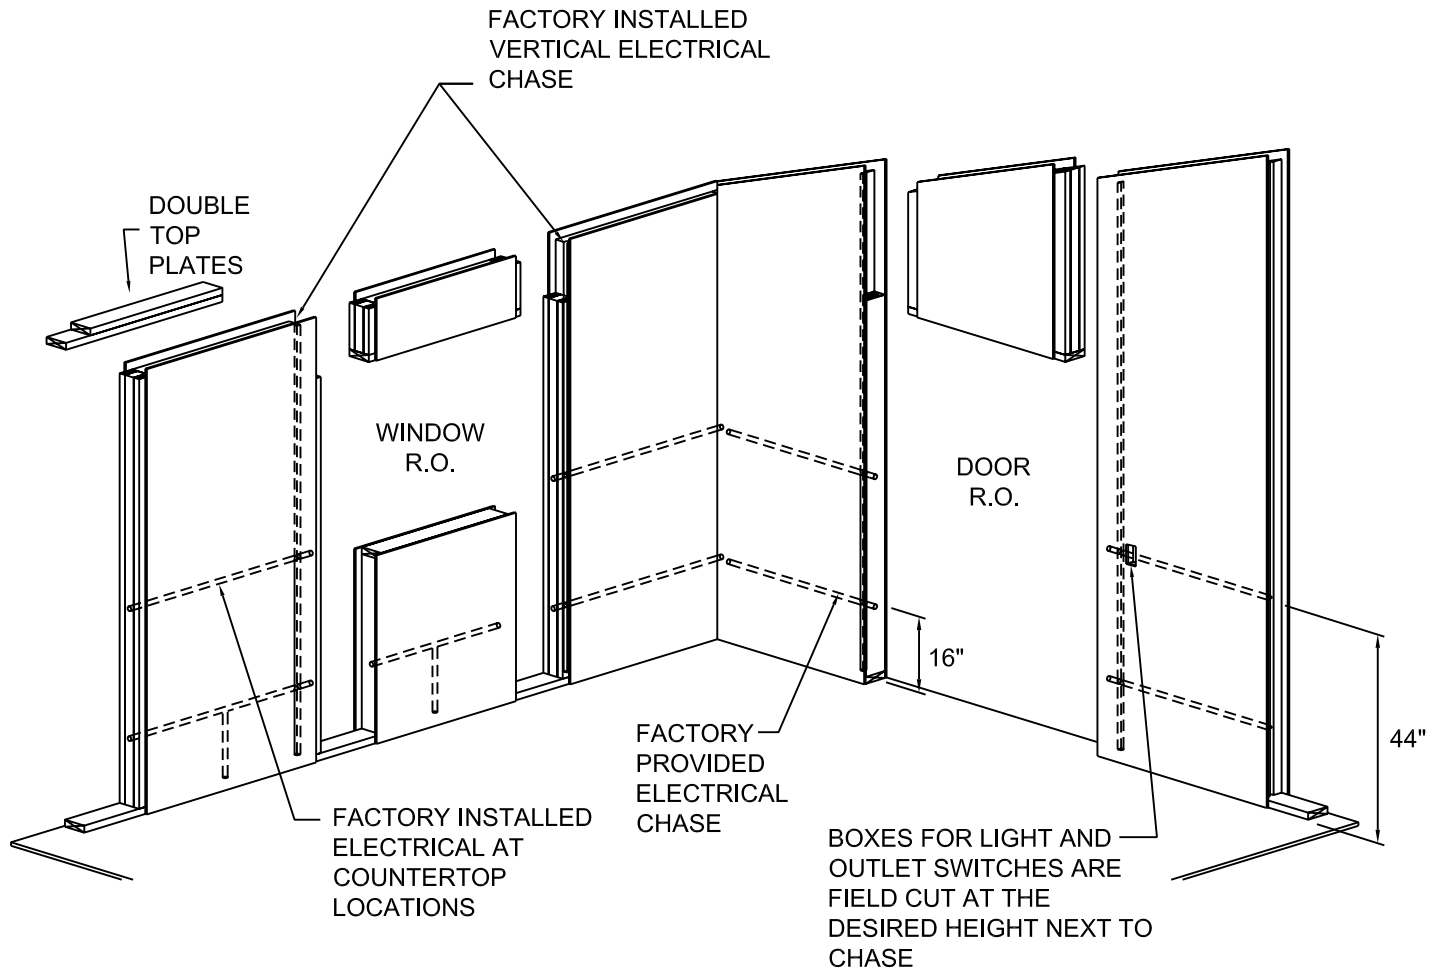 FACTORY INSTALLED
VERTICAL ELECTRICAL
CHASE
DOUBLE
TOP
PLATES
WINDOW
R.O.
DOOR
R.O.
16"
44"
FACTORY
PROVIDED
ELECTRICAL
CHASE
FACTORY INSTALLED
ELECTRICAL AT
COUNTERTOP
LOCATIONS
BOXES FOR LIGHT AND
OUTLET SWITCHES ARE
FIELD CUT AT THE
DESIRED HEIGHT NEXT TO
CHASE